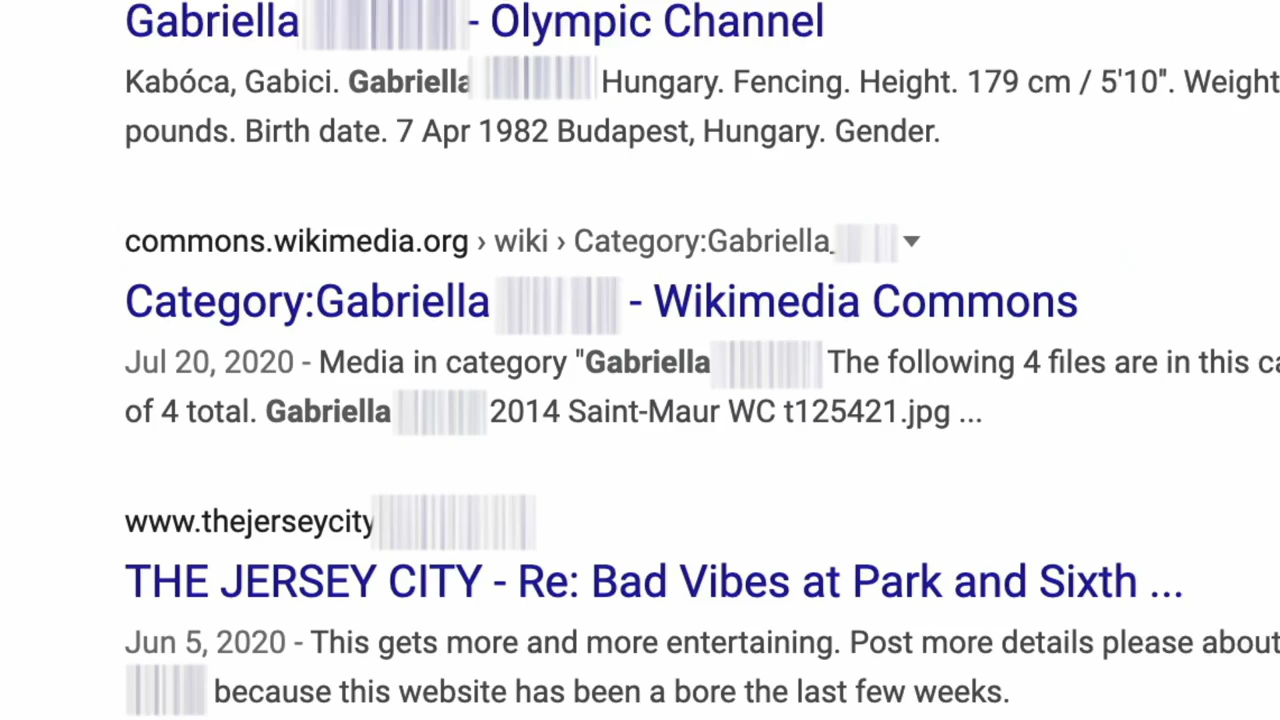 Gabriella - Olympic Channel
Kabóca, Gabici. Gabriella Hungary. Fencing. Height. 179 cm / 5'10". Weight
pounds. Birth date. 7 Apr 1982 Budapest, Hungary. Gender.
commons.wikimedia.org › wiki › Category:Gabriella_
Category:Gabriella - Wikimedia Commons
Jul 20, 2020 - Media in category "Gabriella The following 4 files are in this ca
of 4 total. Gabriella 2014 Saint-Maur WC t125421.jpg ...
www.thejerseycity
THE JERSEY CITY - Re: Bad Vibes at Park and Sixth ...
Jun 5, 2020 - This gets more and more entertaining. Post more details please about
because this website has been a bore the last few weeks.